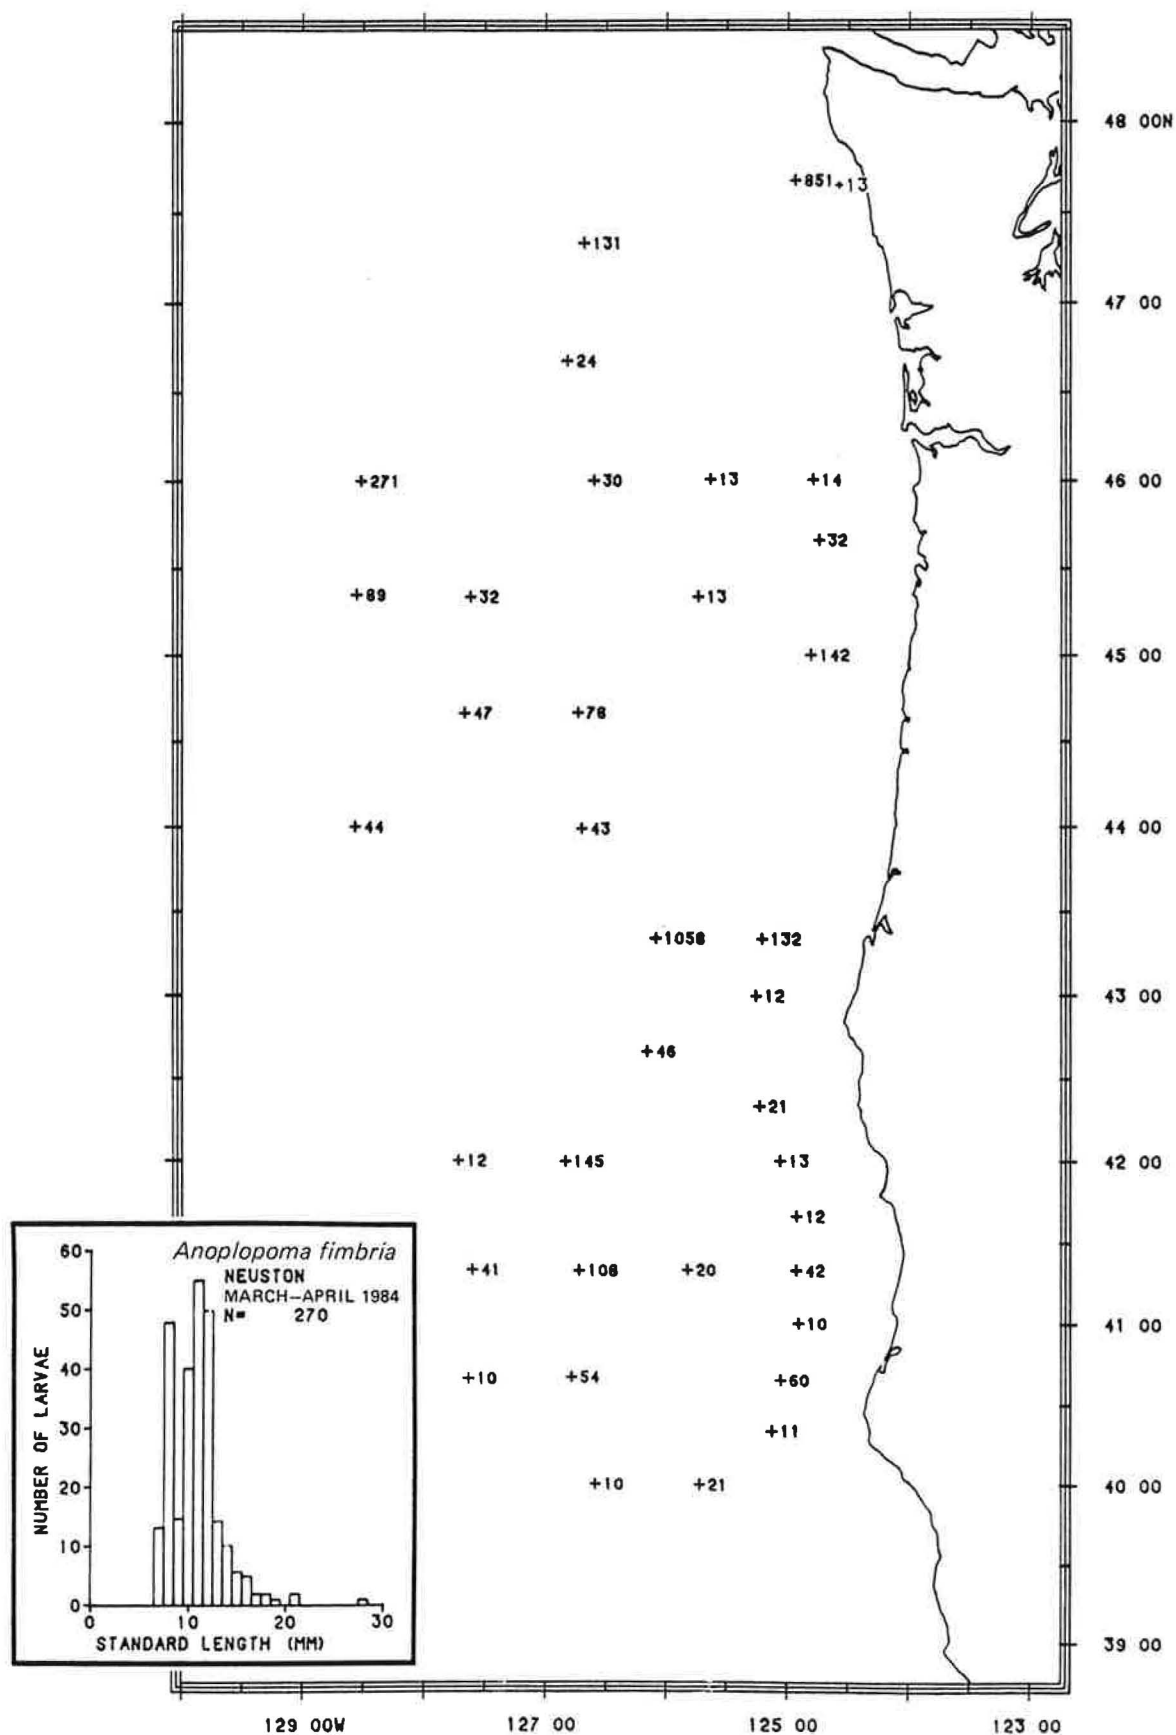 48 00N
+851 +13
+131
47 00
+24
+271 +30 +13 +14 46 00
+32
+89 +32 +13
+142 45 00
+47 +76
+44 +43 44 00
+1058 +132
+12 43 00
+46
+21
+12 +145 +13 42 00
+12
+41 +108 +20 +42
+10 41 00
+10 +54 +60
+11
+10 +21 40 00
39 00
129 00W 127 00 125 00 123 00
Anoplopoma fimbria
NEUSTON
MARCH–APRIL 1984
N= 270
NUMBER OF LARVAE
60
50
40
30
20
10
0
0 10 20 30
STANDARD LENGTH (MM)